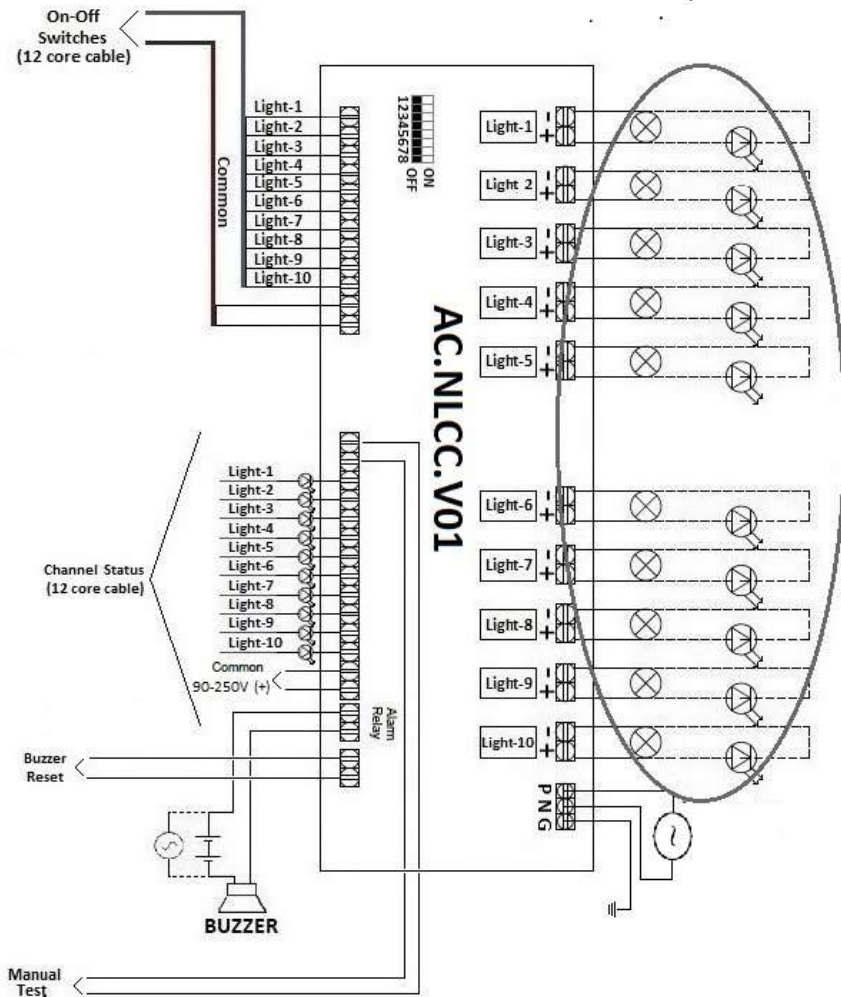 On-Off
Switches
(12 core cable)
Light-1
Light-2
Light-3
Light-4
Light-5
Light-6
Light-7
Light-8
Light-9
Light-10
Common
12345678
ON
OFF
AC.NLCC.V01
Light-1
- +
Light 2
- +
Light-3
- +
Light-4
- +
Light-5
- +
Light-6
- +
Light-7
- +
Light-8
- +
Light-9
- +
Light-10
- +
P N G
Channel Status
(12 core cable)
Light-1
Light-2
Light-3
Light-4
Light-5
Light-6
Light-7
Light-8
Light-9
Light-10
Common
90-250V (+)
Alarm
Relay
Buzzer
Reset
BUZZER
Manual
Test